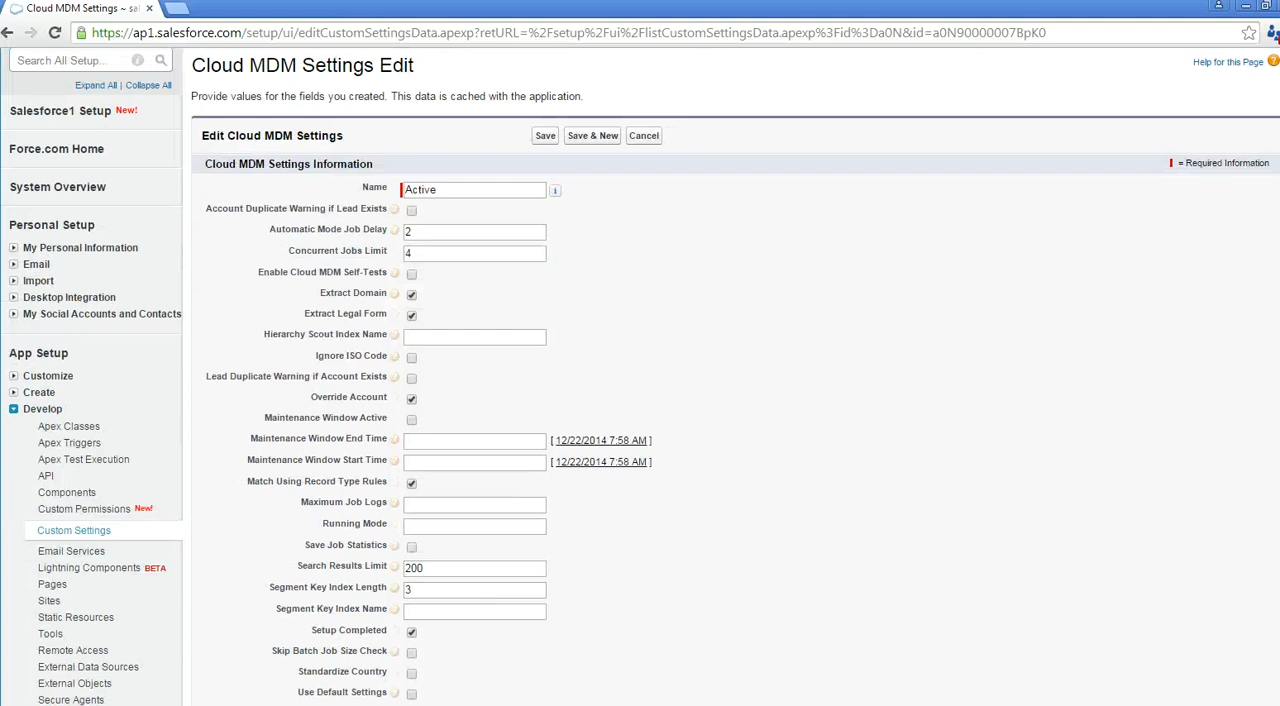 Cloud MDM Settings ~ sal
https://ap1.salesforce.com/setup/ui/editCustomSettingsData.apexp?retURL=%2Fsetup%2Fui%2FlistCustomSettingsData.apexp%3Fid%3Da0N&id=a0N90000007BpK0
Search All Setup...
Expand All | Collapse All
Salesforce1 Setup New!
Force.com Home
System Overview
Personal Setup
My Personal Information
Email
Import
Desktop Integration
My Social Accounts and Contacts
App Setup
Customize
Create
Develop
Apex Classes
Apex Triggers
Apex Test Execution
API
Components
Custom Permissions New!
Custom Settings
Email Services
Lightning Components BETA
Pages
Sites
Static Resources
Tools
Remote Access
External Data Sources
External Objects
Secure Agents
Cloud MDM Settings Edit
Help for this Page
Provide values for the fields you created. This data is cached with the application.
Edit Cloud MDM Settings Save Save & New Cancel
Cloud MDM Settings Information = Required Information
Name Active
Account Duplicate Warning if Lead Exists
Automatic Mode Job Delay 2
Concurrent Jobs Limit 4
Enable Cloud MDM Self-Tests
Extract Domain
Extract Legal Form
Hierarchy Scout Index Name
Ignore ISO Code
Lead Duplicate Warning if Account Exists
Override Account
Maintenance Window Active
Maintenance Window End Time [ 12/22/2014 7:58 AM ]
Maintenance Window Start Time [ 12/22/2014 7:58 AM ]
Match Using Record Type Rules
Maximum Job Logs
Running Mode
Save Job Statistics
Search Results Limit 200
Segment Key Index Length 3
Segment Key Index Name
Setup Completed
Skip Batch Job Size Check
Standardize Country
Use Default Settings